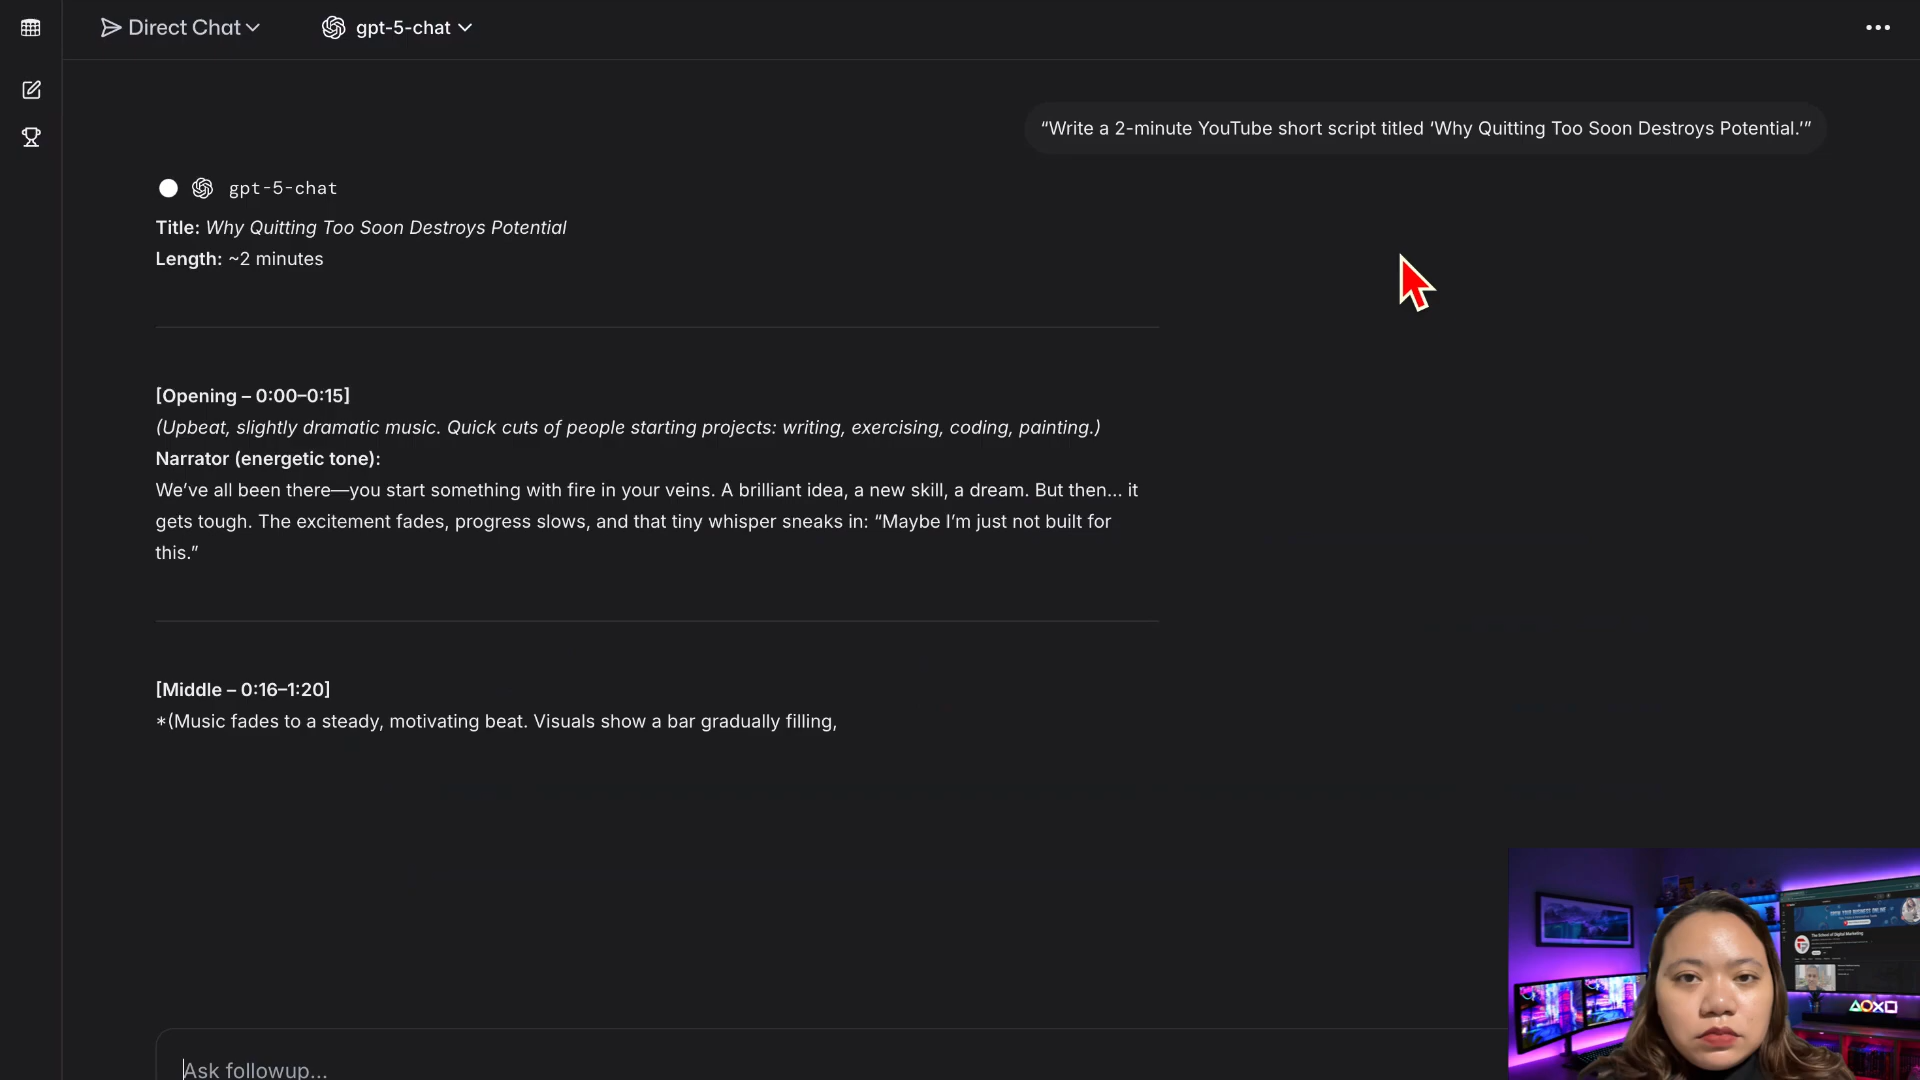 Direct Chat
gpt-5-chat
“Write a 2-minute YouTube short script titled ‘Why Quitting Too Soon Destroys Potential.’”
gpt-5-chat
Title: Why Quitting Too Soon Destroys Potential
Length: ~2 minutes
[Opening – 0:00–0:15]
(Upbeat, slightly dramatic music. Quick cuts of people starting projects: writing, exercising, coding, painting.)
Narrator (energetic tone):
We’ve all been there—you start something with fire in your veins. A brilliant idea, a new skill, a dream. But then… it
gets tough. The excitement fades, progress slows, and that tiny whisper sneaks in: “Maybe I’m just not built for
this.”
[Middle – 0:16–1:20]
*(Music fades to a steady, motivating beat. Visuals show a bar gradually filling,
Ask followup...
The School of Digital Marketing